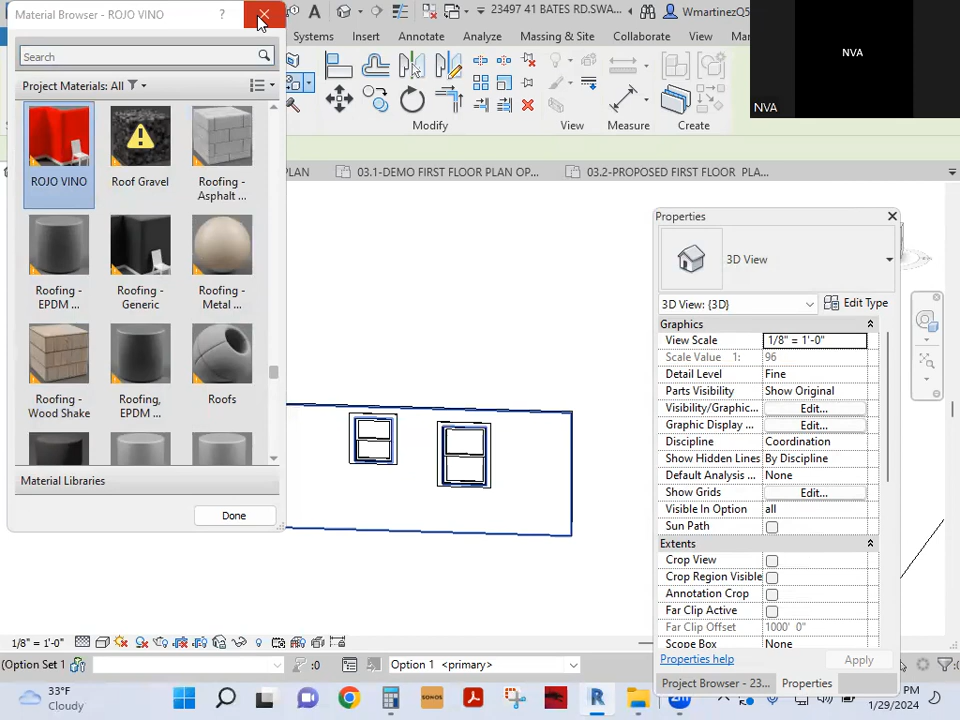 Material Browser - ROJO VINO
?
23497 41 BATES RD.SWA...
WmartinezQ5
Systems
Insert
Annotate
Analyze
Massing & Site
Collaborate
View
NVA
NVA
Search
Project Materials: All
Modify
View
Measure
Create
PLAN
03.1-DEMO FIRST FLOOR PLAN OP...
03.2-PROPOSED FIRST FLOOR PLA...
ROJO VINO
Roof Gravel
Roofing -
Asphalt ...
Roofing -
EPDM ...
Roofing -
Generic
Roofing -
Metal ...
Roofing -
Wood Shake
Roofing,
EPDM ...
Roofs
Material Libraries
Done
Properties
3D View
3D View: {3D}
Edit Type
Graphics
View Scale
1/8" = 1'-0"
Scale Value 1:
96
Detail Level
Fine
Parts Visibility
Show Original
Visibility/Graphic...
Edit...
Graphic Display ...
Edit...
Discipline
Coordination
Show Hidden Lines
By Discipline
Default Analysis ...
None
Show Grids
Edit...
Visible In Option
all
Sun Path
Extents
Crop View
Crop Region Visible
Annotation Crop
Far Clip Active
Far Clip Offset
1000' 0"
Scope Box
None
Properties help
Apply
Project Browser - 23...
Properties
1/8" = 1'-0"
(Option Set 1
:0
Option 1 <primary>
33°F
Cloudy
SONOS
PM
1/29/2024